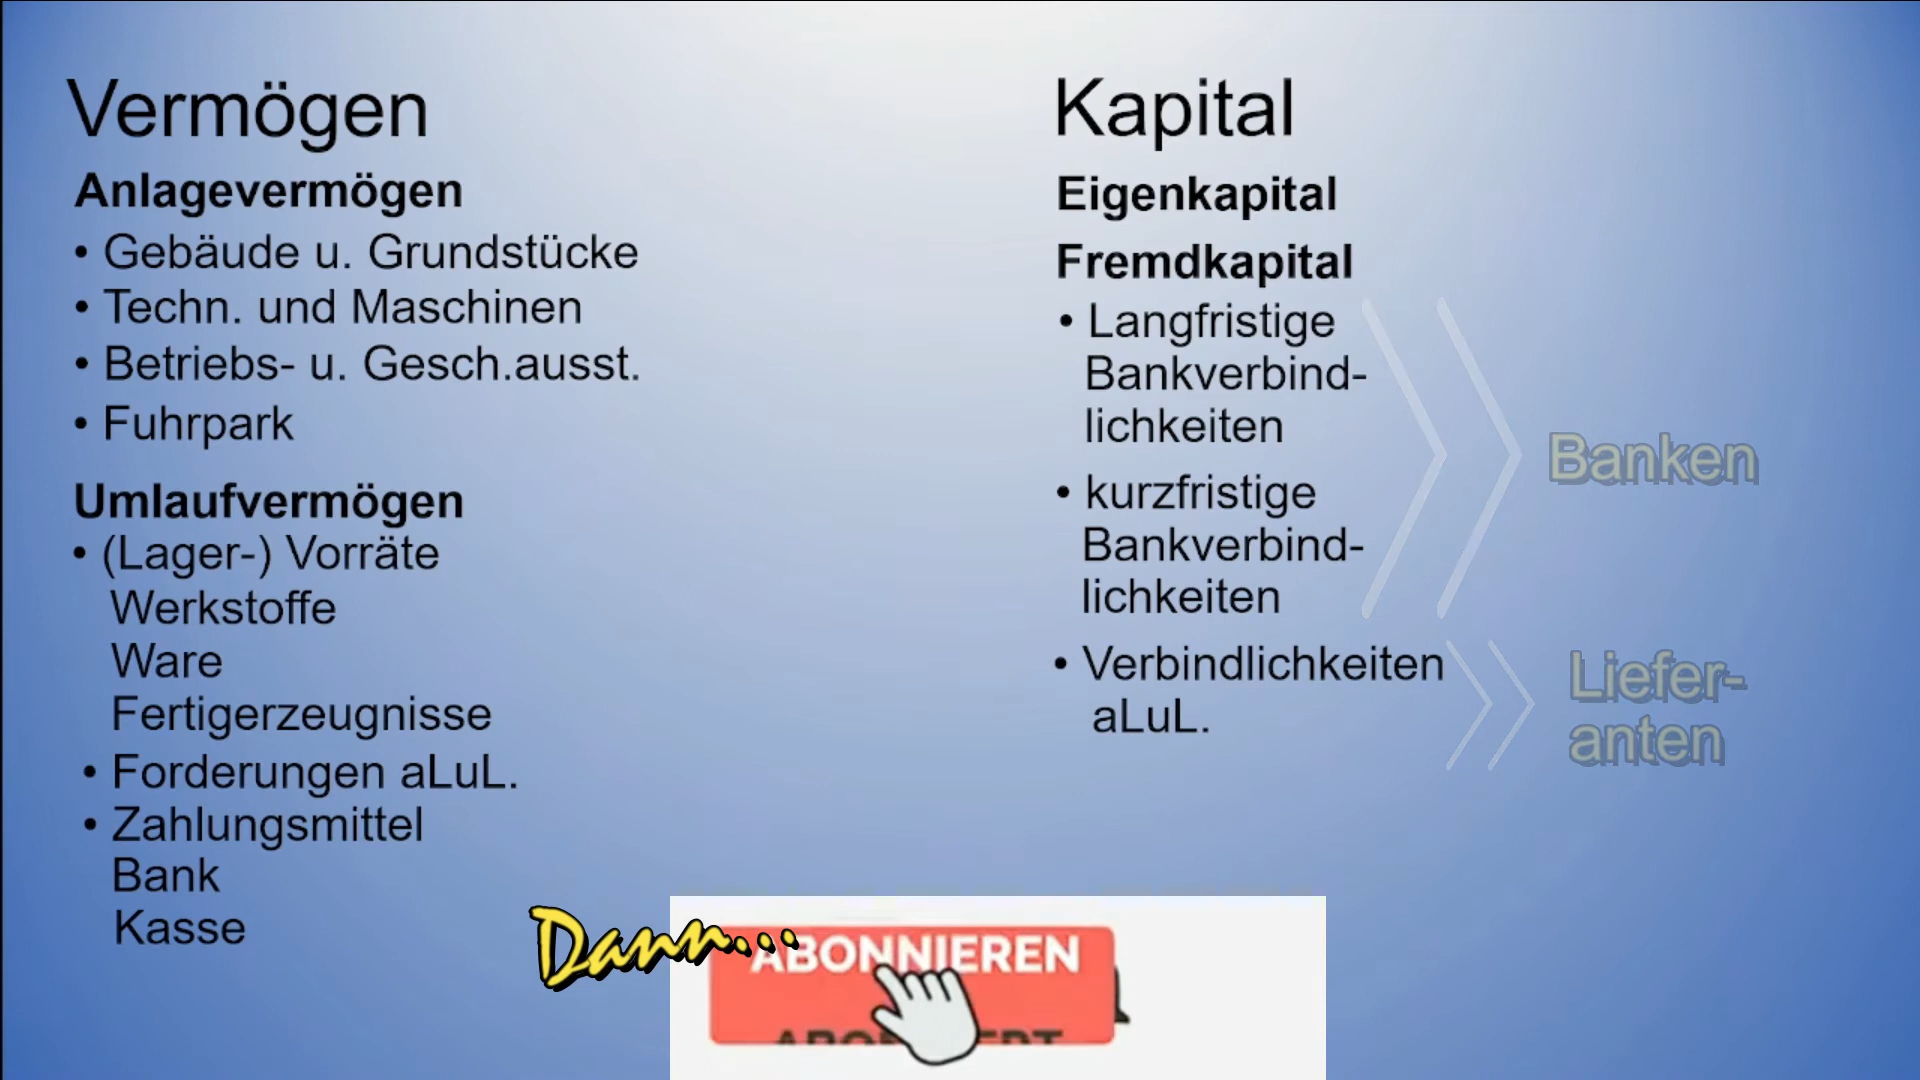 Vermögen
Anlagevermögen
• Gebäude u. Grundstücke
• Techn. und Maschinen
• Betriebs- u. Gesch.ausst.
• Fuhrpark
Umlaufvermögen
• (Lager-) Vorräte
Werkstoffe
Ware
Fertigerzeugnisse
• Forderungen aLuL.
• Zahlungsmittel
Bank
Kasse
Kapital
Eigenkapital
Fremdkapital
• Langfristige
Bankverbind-
lichkeiten
• kurzfristige
Bankverbind-
lichkeiten
• Verbindlichkeiten
aLuL.
Banken
Liefer-
anten
Dann...
ABONNIEREN